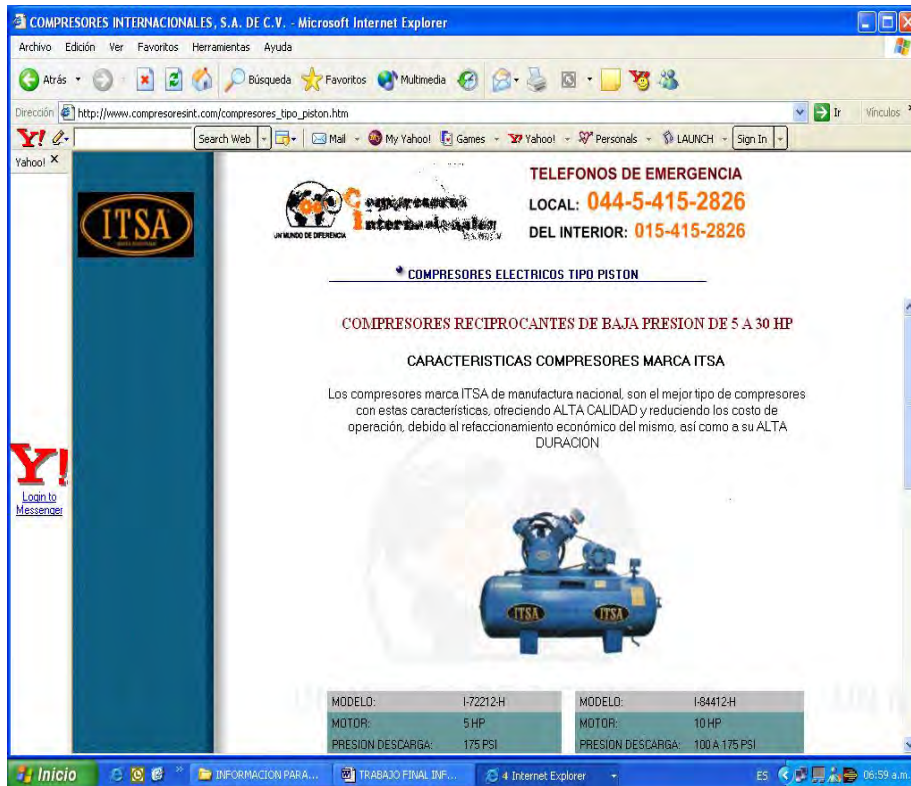 COMPRESORES INTERNACIONALES, S.A. DE C.V. - Microsoft Internet Explorer
Archivo Edición Ver Favoritos Herramientas Ayuda
Atrás Búsqueda Favoritos Multimedia
Dirección http://www.compresoresint.com/compresores_tipo_piston.htm Ir Vínculos
Y! Search Web Mail My Yahoo! Games Yahoo! Personals LAUNCH Sign In
Yahoo! X
TELEFONOS DE EMERGENCIA
ITSA
Compresores
Internacionales
UN MUNDO DE DIFERENCIA
LOCAL: 044-5-415-2826
DEL INTERIOR: 015-415-2826
COMPRESORES ELECTRICOS TIPO PISTON
COMPRESORES RECIPROCANTES DE BAJA PRESION DE 5 A 30 HP
CARACTERISTICAS COMPRESORES MARCA ITSA
Los compresores marca ITSA de manufactura nacional, son el mejor tipo de compresores
con estas características, ofreciendo ALTA CALIDAD y reduciendo los costo de
operación, debido al refaccionamiento económico del mismo, así como a su ALTA
DURACION
Y!
Login to
Messenger
ITSA ITSA
MODELO: I-72212-H MODELO: I-84412-H
MOTOR: 5 HP MOTOR: 10 HP
PRESION DESCARGA: 175 PSI PRESION DESCARGA: 100 A 175 PSI
Inicio INFORMACION PARA... TRABAJO FINAL INF... 4 Internet Explorer ES 06:59 a.m.